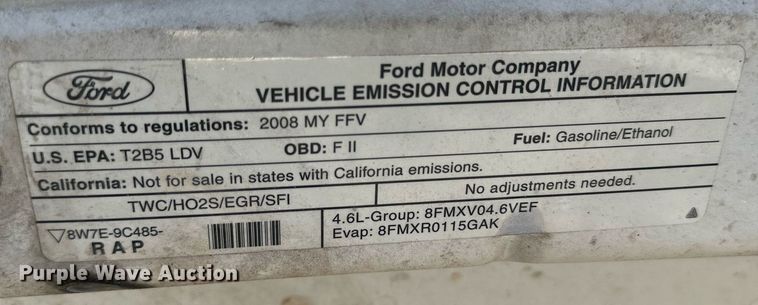 Ford
Ford Motor Company
VEHICLE EMISSION CONTROL INFORMATION
Conforms to regulations: 2008 MY FFV
U.S. EPA: T2B5 LDV OBD: F II Fuel: Gasoline/Ethanol
California: Not for sale in states with California emissions.
TWC/HO2S/EGR/SFI No adjustments needed.
▽8W7E-9C485-
RAP
4.6L-Group: 8FMXV04.6VEF
Evap: 8FMXR0115GAK
Purple Wave Auction